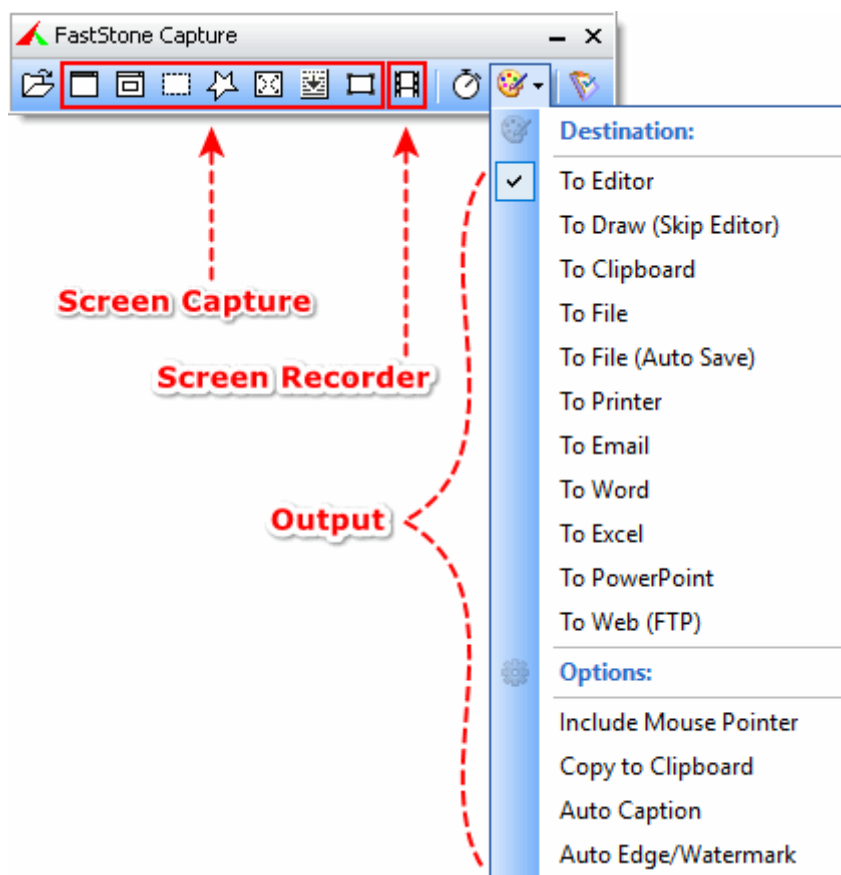 FastStone Capture
Destination:
To Editor
To Draw (Skip Editor)
To Clipboard
To File
To File (Auto Save)
To Printer
To Email
To Word
To Excel
To PowerPoint
To Web (FTP)
Options:
Include Mouse Pointer
Copy to Clipboard
Auto Caption
Auto Edge/Watermark
Screen Capture
Screen Recorder
Output